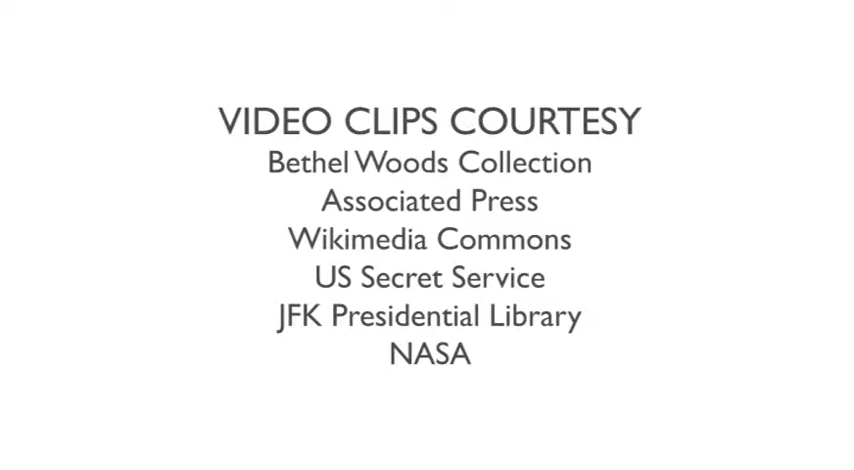 VIDEO CLIPS COURTESY
Bethel Woods Collection
Associated Press
Wikimedia Commons
US Secret Service
JFK Presidential Library
NASA